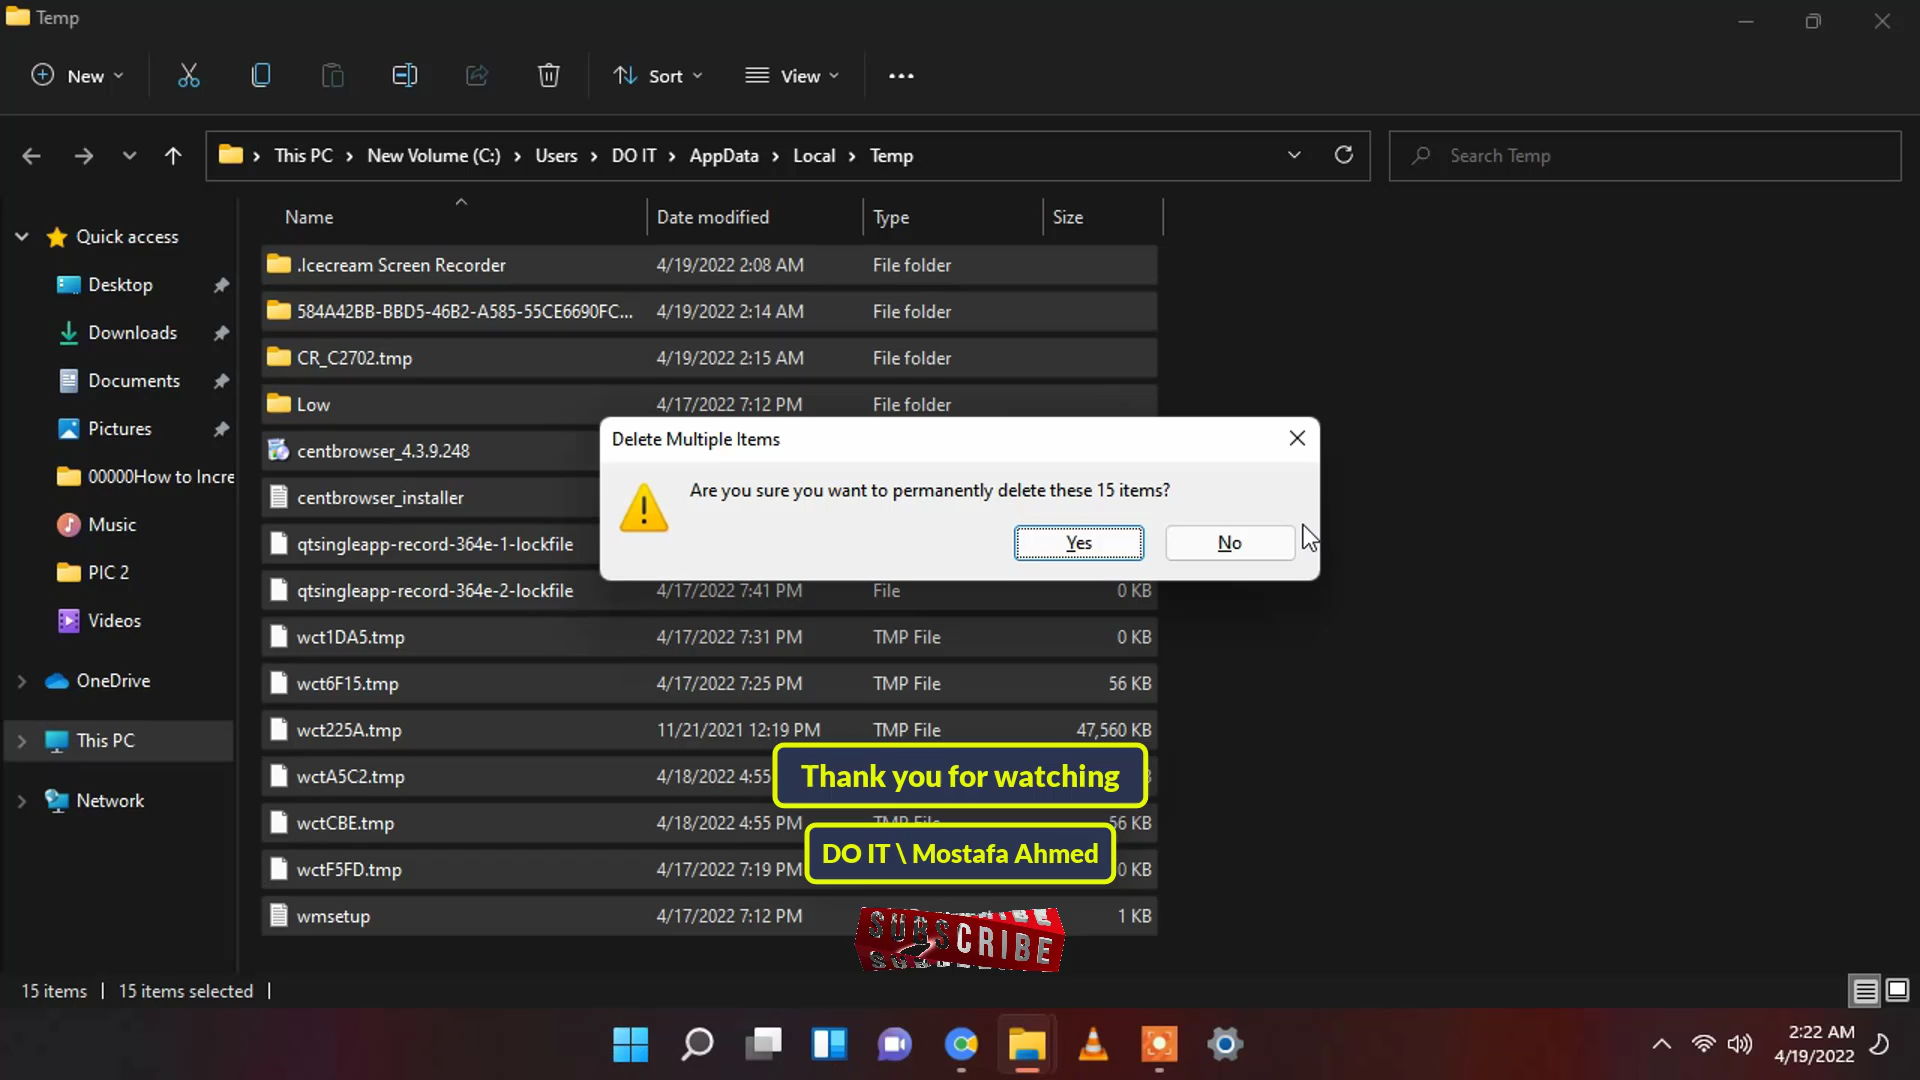 Temp
New
Sort
View
This PC > New Volume (C:) > Users > DO IT > AppData > Local > Temp
Search Temp
Name Date modified Type Size
Quick access
Desktop
Downloads
Documents
Pictures
00000How to Incre
Music
PIC 2
Videos
OneDrive
This PC
Network
.Icecream Screen Recorder 4/19/2022 2:08 AM File folder
584A42BB-BBD5-46B2-A585-55CE6690FC... 4/19/2022 2:14 AM File folder
CR_C2702.tmp 4/19/2022 2:15 AM File folder
Low 4/17/2022 7:12 PM File folder
centbrowser_4.3.9.248
centbrowser_installer
qtsingleapp-record-364e-1-lockfile
qtsingleapp-record-364e-2-lockfile 4/17/2022 7:41 PM File 0 KB
wct1DA5.tmp 4/17/2022 7:31 PM TMP File 0 KB
wct6F15.tmp 4/17/2022 7:25 PM TMP File 56 KB
wct225A.tmp 11/21/2021 12:19 PM TMP File 47,560 KB
wctA5C2.tmp 4/18/2022 4:55
wctCBE.tmp 4/18/2022 4:55 PM TMP File 56 KB
wctF5FD.tmp 4/17/2022 7:19 PM 0 KB
wmsetup 4/17/2022 7:12 PM 1 KB
Delete Multiple Items
Are you sure you want to permanently delete these 15 items?
Yes No
Thank you for watching
DO IT \ Mostafa Ahmed
SUBSCRIBE
15 items | 15 items selected |
2:22 AM
4/19/2022